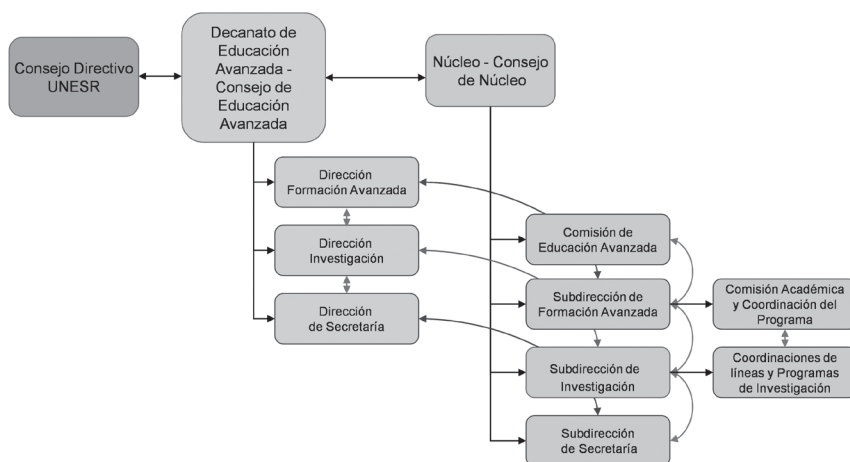 Consejo Directivo
UNESR
Decanato de
Educación
Avanzada -
Consejo de
Educación
Avanzada
Núcleo - Consejo
de Núcleo
Dirección
Formación Avanzada
Dirección
Investigación
Dirección
de Secretaría
Comisión de
Educación Avanzada
Subdirección de
Formación Avanzada
Subdirección de
Investigación
Subdirección
de Secretaría
Comisión Académica
y Coordinación del
Programa
Coordinaciones de
líneas y Programas
de Investigación